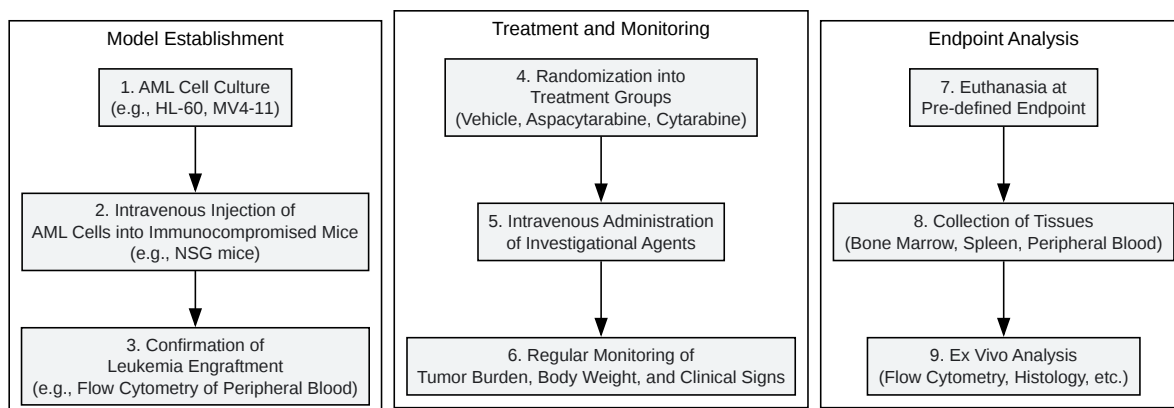 Model Establishment
1. AML Cell Culture
(e.g., HL-60, MV4-11)
2. Intravenous Injection of
AML Cells into Immunocompromised Mice
(e.g., NSG mice)
3. Confirmation of
Leukemia Engraftment
(e.g., Flow Cytometry of Peripheral Blood)
Treatment and Monitoring
4. Randomization into
Treatment Groups
(Vehicle, Aspacytarabine, Cytarabine)
5. Intravenous Administration
of Investigational Agents
6. Regular Monitoring of
Tumor Burden, Body Weight, and Clinical Signs
Endpoint Analysis
7. Euthanasia at
Pre-defined Endpoint
8. Collection of Tissues
(Bone Marrow, Spleen, Peripheral Blood)
9. Ex Vivo Analysis
(Flow Cytometry, Histology, etc.)